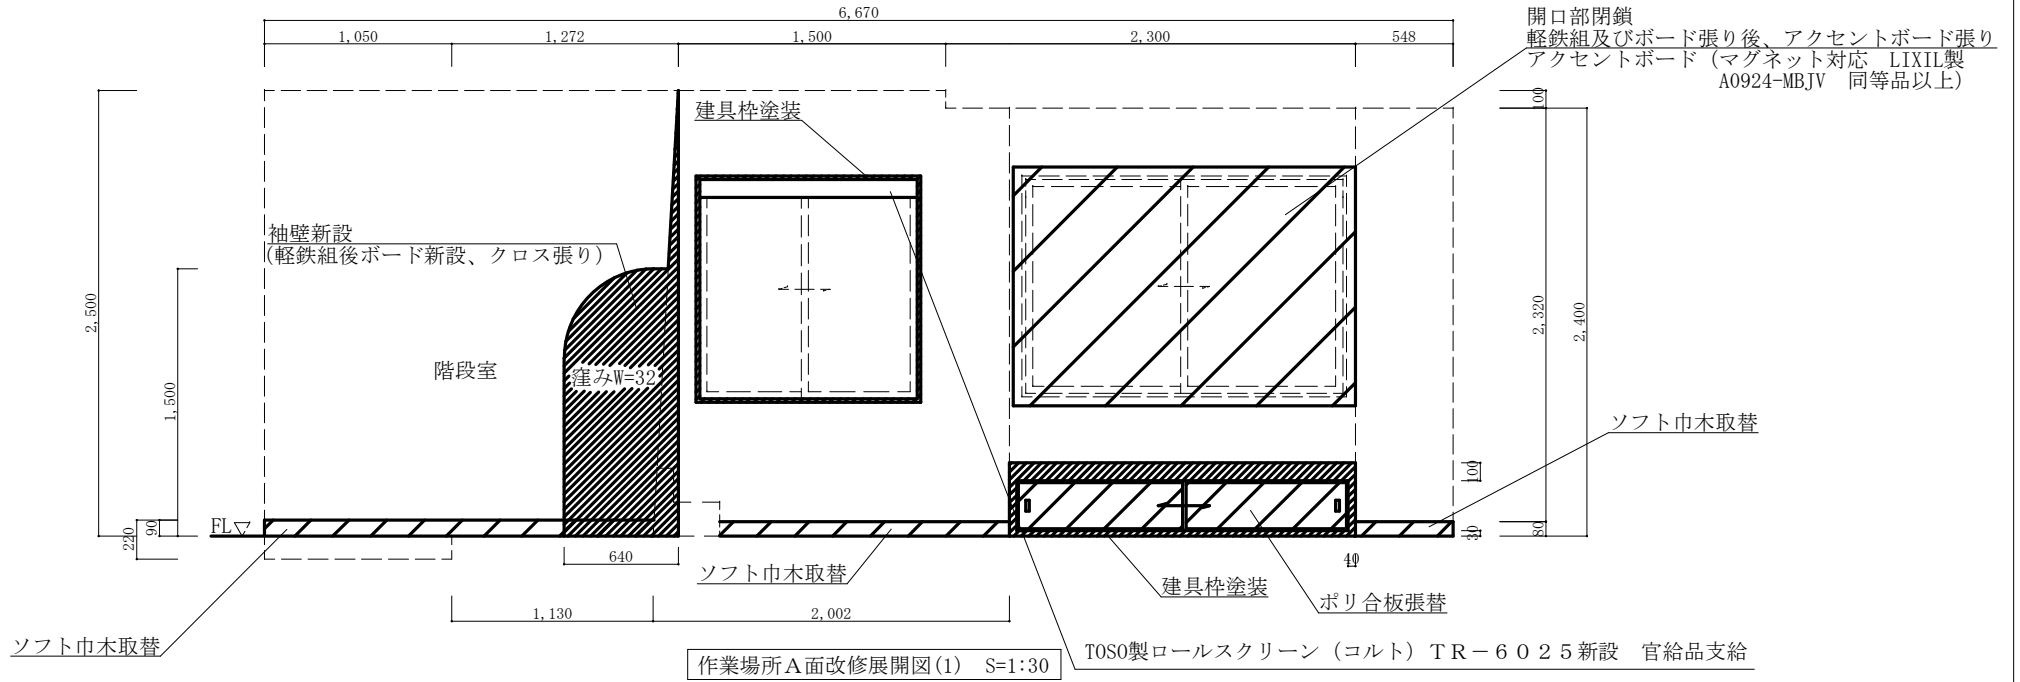 6,670
1,050
1,272
1,500
2,300
548
開口部閉鎖
軽鉄組及びボード張り後、アクセントボード張り
アクセントボード（マグネット対応　LIXIL製
A0924-MBJV　同等品以上）
建具枠塗装
100
袖壁新設
(軽鉄組後ボード新設、クロス張り)
2,500
2,320
2,400
階段室
窪みW=32
1,500
ソフト巾木取替
100
FL
220
90
30
80
640
40
ソフト巾木取替
建具枠塗装
ポリ合板張替
1,130
2,002
ソフト巾木取替
作業場所Ａ面改修展開図(1)　S=1:30
TOSO製ロールスクリーン（コルト）ＴＲ－６０２５新設　官給品支給